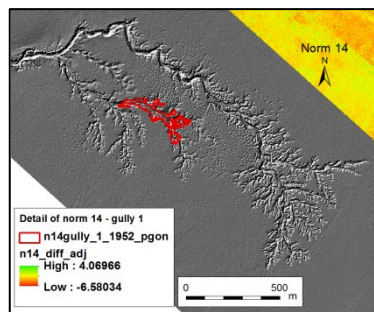 Norm 14
N
Detail of norm 14 - gully 1
n14gully_1_1952_pgon
n14_diff_adj
High : 4.06966
Low : -6.58034
0 500
m